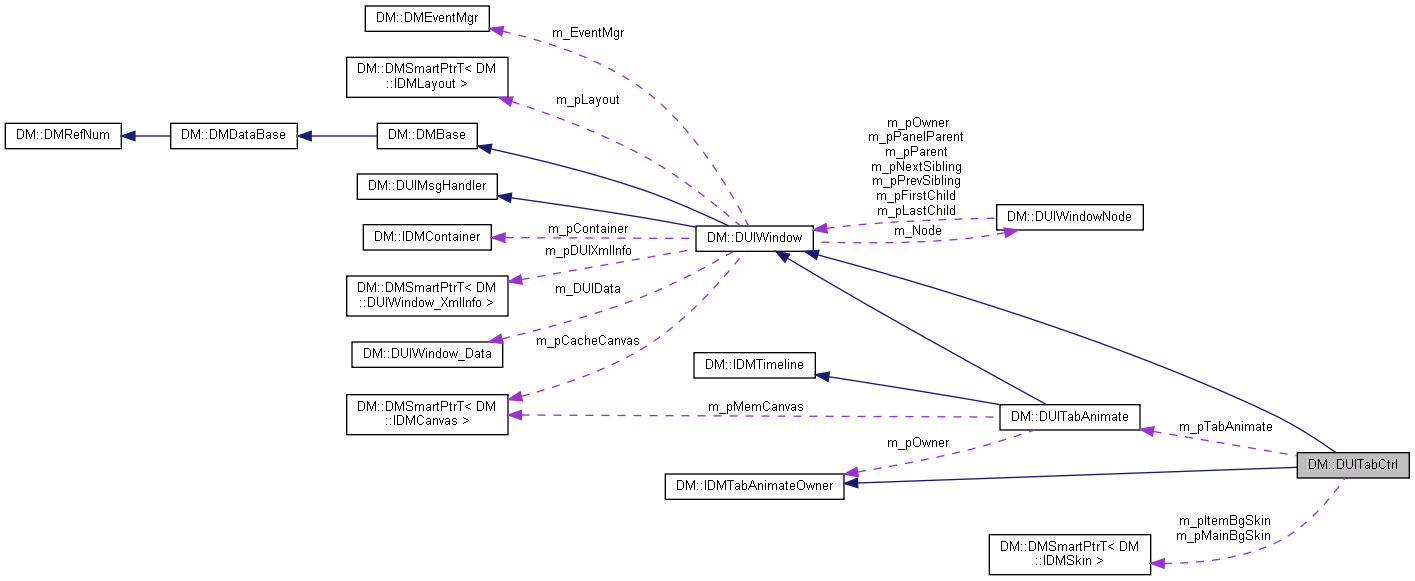 DM::DMEventMgr
m_EventMgr
DM::DMSmartPtrT< DM
::IDMLayout >
m_pLayout
DM::DMRefNum
DM::DMDataBase
DM::DMBase
DM::DUIMsgHandler
m_pOwner
m_pPanelParent
m_pParent
m_pNextSibling
m_pPrevSibling
m_pFirstChild
m_pLastChild
DM::DUIWindowNode
m_Node
DM::IDMContainer
m_pContainer
DM::DUIWindow
m_pDUIXmlInfo
DM::DMSmartPtrT< DM
::DUIWindow_XmlInfo >
m_DUIData
DM::DUIWindow_Data
m_pCacheCanvas
DM::IDMTimeline
DM::DMSmartPtrT< DM
::IDMCanvas >
m_pMemCanvas
DM::DUITabAnimate
m_pTabAnimate
m_pOwner
DM::DUITabCtrl
DM::IDMTabAnimateOwner
m_pItemBgSkin
m_pMainBgSkin
DM::DMSmartPtrT< DM
::IDMSkin >